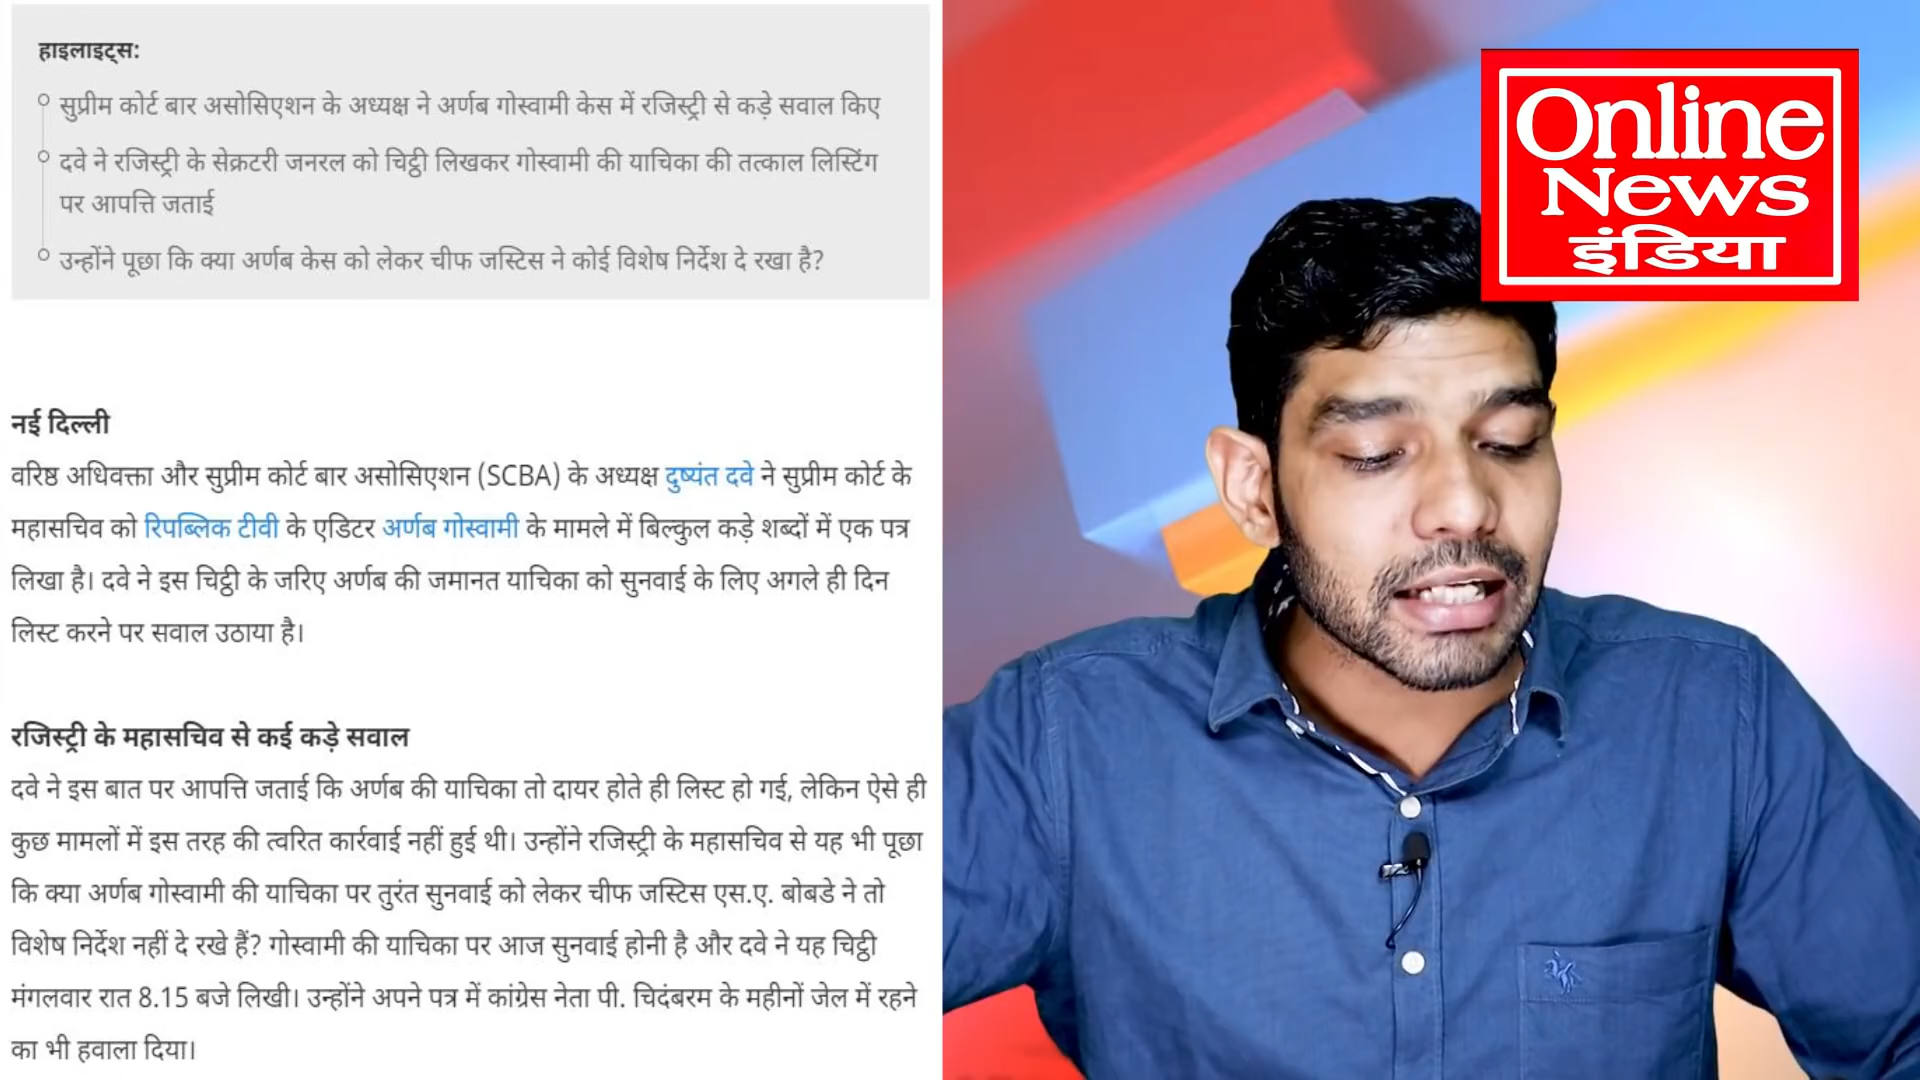 हाइलाइट्स:
सुप्रीम कोर्ट बार असोसिएशन के अध्यक्ष ने अर्णब गोस्वामी केस में रजिस्ट्री से कड़े सवाल किए
दवे ने रजिस्ट्री के सेक्रटरी जनरल को चिट्ठी लिखकर गोस्वामी की याचिका की तत्काल लिस्टिंग
पर आपत्ति जताई
उन्होंने पूछा कि क्या अर्णब केस को लेकर चीफ जस्टिस ने कोई विशेष निर्देश दे रखा है?
नई दिल्ली
वरिष्ठ अधिवक्ता और सुप्रीम कोर्ट बार असोसिएशन (SCBA) के अध्यक्ष दुष्यंत दवे ने सुप्रीम कोर्ट के
महासचिव को रिपब्लिक टीवी के एडिटर अर्णब गोस्वामी के मामले में बिल्कुल कड़े शब्दों में एक पत्र
लिखा है। दवे ने इस चिट्ठी के जरिए अर्णब की जमानत याचिका को सुनवाई के लिए अगले ही दिन
लिस्ट करने पर सवाल उठाया है।
रजिस्ट्री के महासचिव से कई कड़े सवाल
दवे ने इस बात पर आपत्ति जताई कि अर्णब की याचिका तो दायर होते ही लिस्ट हो गई, लेकिन ऐसे ही
कुछ मामलों में इस तरह की त्वरित कार्रवाई नहीं हुई थी। उन्होंने रजिस्ट्री के महासचिव से यह भी पूछा
कि क्या अर्णब गोस्वामी की याचिका पर तुरंत सुनवाई को लेकर चीफ जस्टिस एस.ए. बोबडे ने तो
विशेष निर्देश नहीं दे रखे हैं? गोस्वामी की याचिका पर आज सुनवाई होनी है और दवे ने यह चिट्ठी
मंगलवार रात 8.15 बजे लिखी। उन्होंने अपने पत्र में कांग्रेस नेता पी. चिदंबरम के महीनों जेल में रहने
का भी हवाला दिया।
Online
News
इंडिया